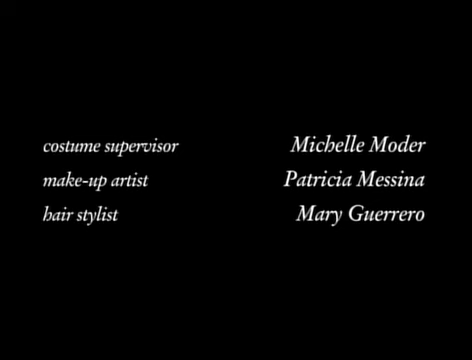 costume supervisor Michelle Moder
make-up artist Patricia Messina
hair stylist Mary Guerrero